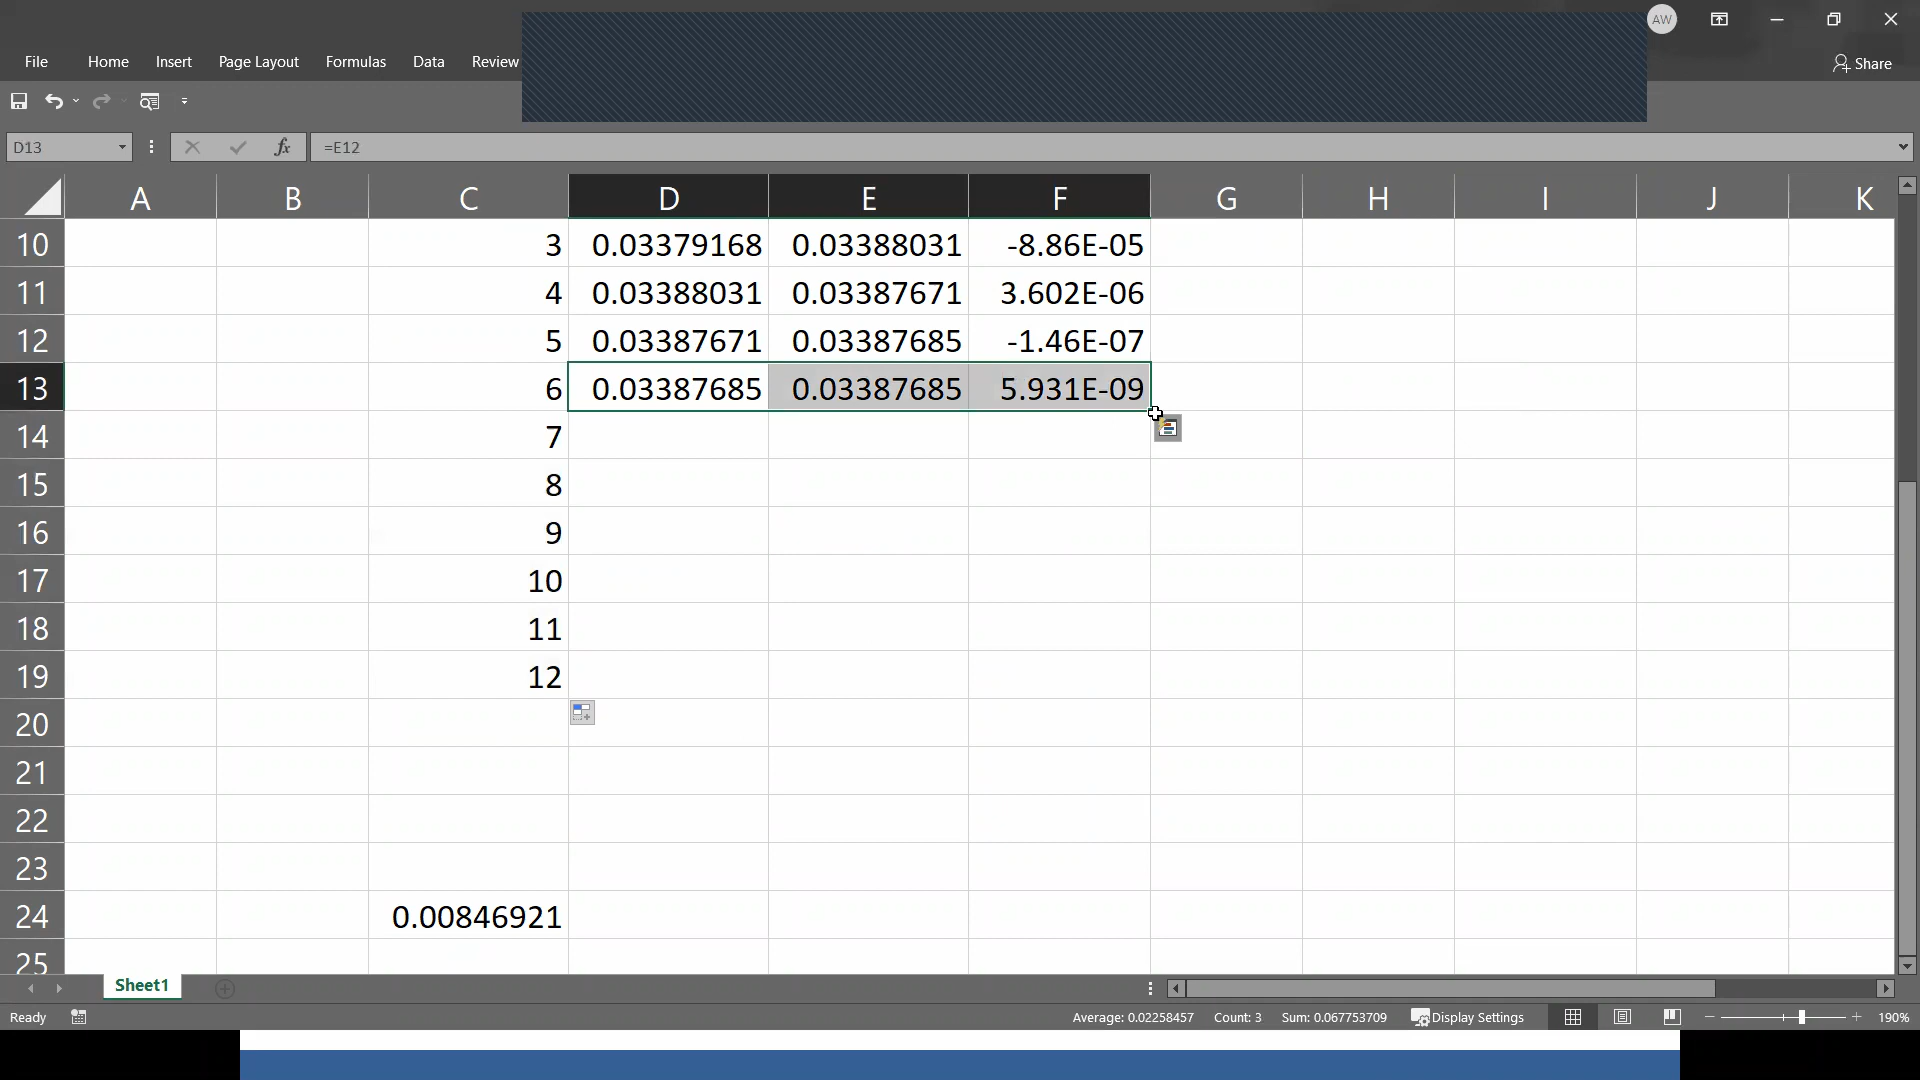 AW
File Home Insert Page Layout Formulas Data Review
Share
D13 fx =E12
A B C D E F G H I J K
10 3 0.03379168 0.03388031 -8.86E-05
11 4 0.03388031 0.03387671 3.602E-06
12 5 0.03387671 0.03387685 -1.46E-07
13 6 0.03387685 0.03387685 5.931E-09
14 7
15 8
16 9
17 10
18 11
19 12
20
21
22
23
24 0.00846921
25
Sheet1
Ready Average: 0.02258457 Count: 3 Sum: 0.067753709 Display Settings 190%